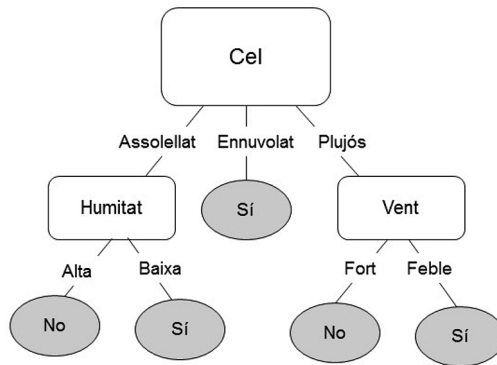 Cel
Assolellat Ennuvolat Plujós
Humitat Sí Vent
Alta Baixa Fort Feble
No Sí No Sí